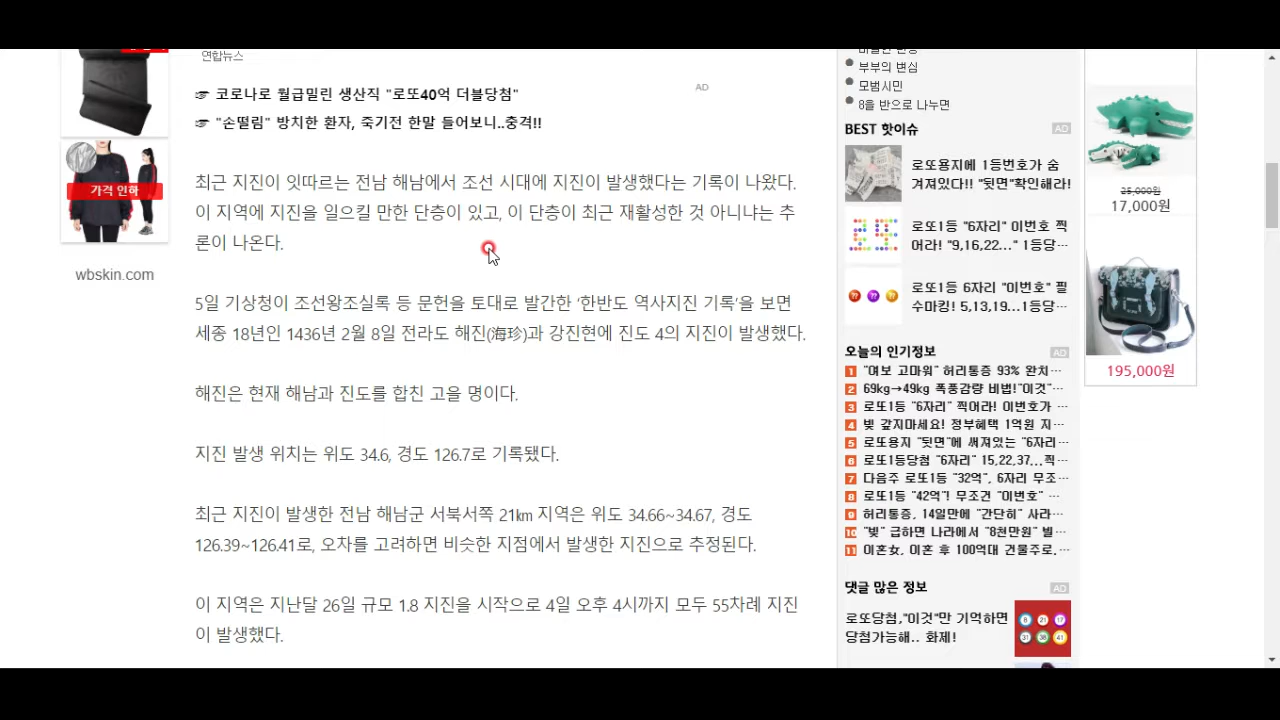 연합뉴스
☞ 코로나로 월급밀린 생산직 "로또40억 더블당첨"
☞ "손떨림" 방치한 환자, 죽기전 한말 들어보니..충격!!
AD
최근 지진이 잇따르는 전남 해남에서 조선 시대에 지진이 발생했다는 기록이 나왔다.
이 지역에 지진을 일으킬 만한 단층이 있고, 이 단층이 최근 재활성한 것 아니냐는 추
론이 나온다.
5일 기상청이 조선왕조실록 등 문헌을 토대로 발간한 '한반도 역사지진 기록'을 보면
세종 18년인 1436년 2월 8일 전라도 해진(海珍)과 강진현에 진도 4의 지진이 발생했다.
해진은 현재 해남과 진도를 합친 고을 명이다.
지진 발생 위치는 위도 34.6, 경도 126.7로 기록됐다.
최근 지진이 발생한 전남 해남군 서북서쪽 21㎞ 지역은 위도 34.66~34.67, 경도
126.39~126.41로, 오차를 고려하면 비슷한 지점에서 발생한 지진으로 추정된다.
이 지역은 지난달 26일 규모 1.8 지진을 시작으로 4일 오후 4시까지 모두 55차례 지진
이 발생했다.
가격 인하
wbskin.com
부부의 변심
모범시민
8을 반으로 나누면
BEST 핫이슈 AD
로또용지에 1등번호가 숨
겨져있다!! "뒷면"확인해라!
로또1등 "6자리" 이번호 찍
어라! "9,16,22..." 1등당…
로또1등 6자리 "이번호" 필
수마킹! 5,13,19...1등당…
오늘의 인기정보 AD
1 "여보 고마워" 허리통증 93% 완치…
2 69kg→49kg 폭풍감량 비법!"이것"…
3 로또1등 "6자리" 찍어라! 이번호가 …
4 빚 갚지마세요! 정부혜택 1억원 지…
5 로또용지 "뒷면"에 써져있는 "6자리…
6 로또1등당첨 "6자리" 15,22,37...찍…
7 다음주 로또1등 "32억", 6자리 무조…
8 로또1등 "42억"! 무조건 "이번호" …
9 허리통증, 14일만에 "간단히" 사라…
10 "빚" 급하면 나라에서 "8천만원" 빌…
11 이혼女, 이혼 후 100억대 건물주로,…
댓글 많은 정보 AD
로또당첨,"이것"만 기억하면
당첨가능해.. 화제!
8 21 17
31 38 41
25,000원
17,000원
195,000원